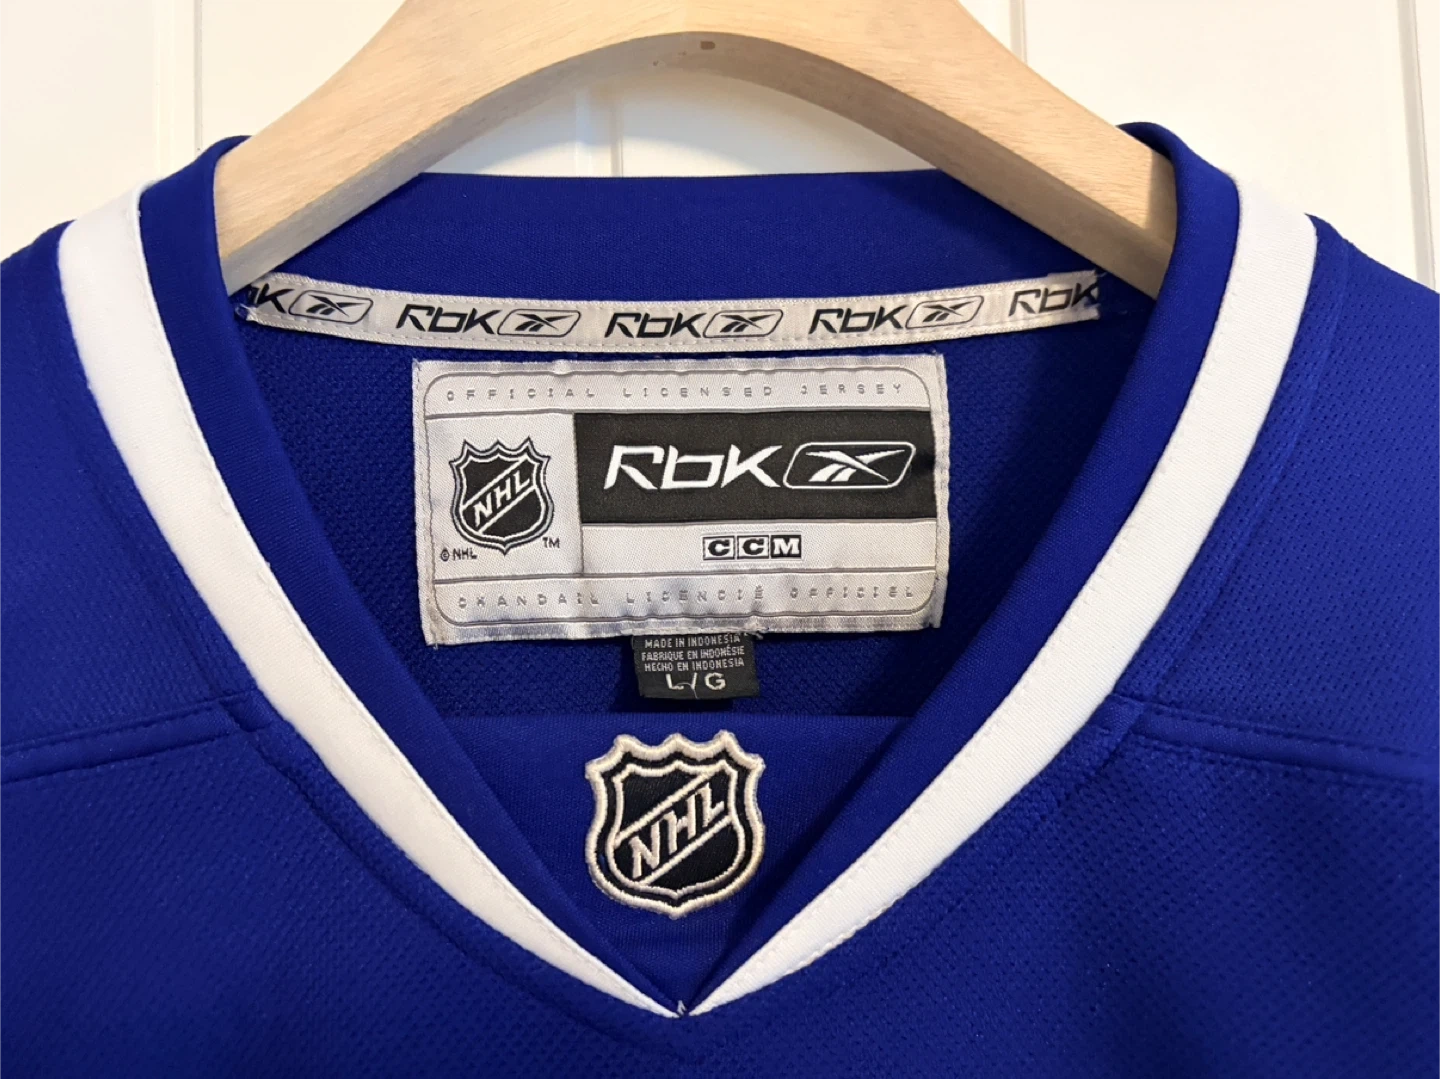 RbK RbK RbK RbK RbK
OFFICIAL LICENSED JERSEY
NHL
RbK
© NHL TM
CCM
CHANDAIL LICENCIÉ OFFICIEL
MADE IN INDONESIA
FABRIQUE EN INDONÉSIE
HECHO EN INDONESIA
L/G
NHL